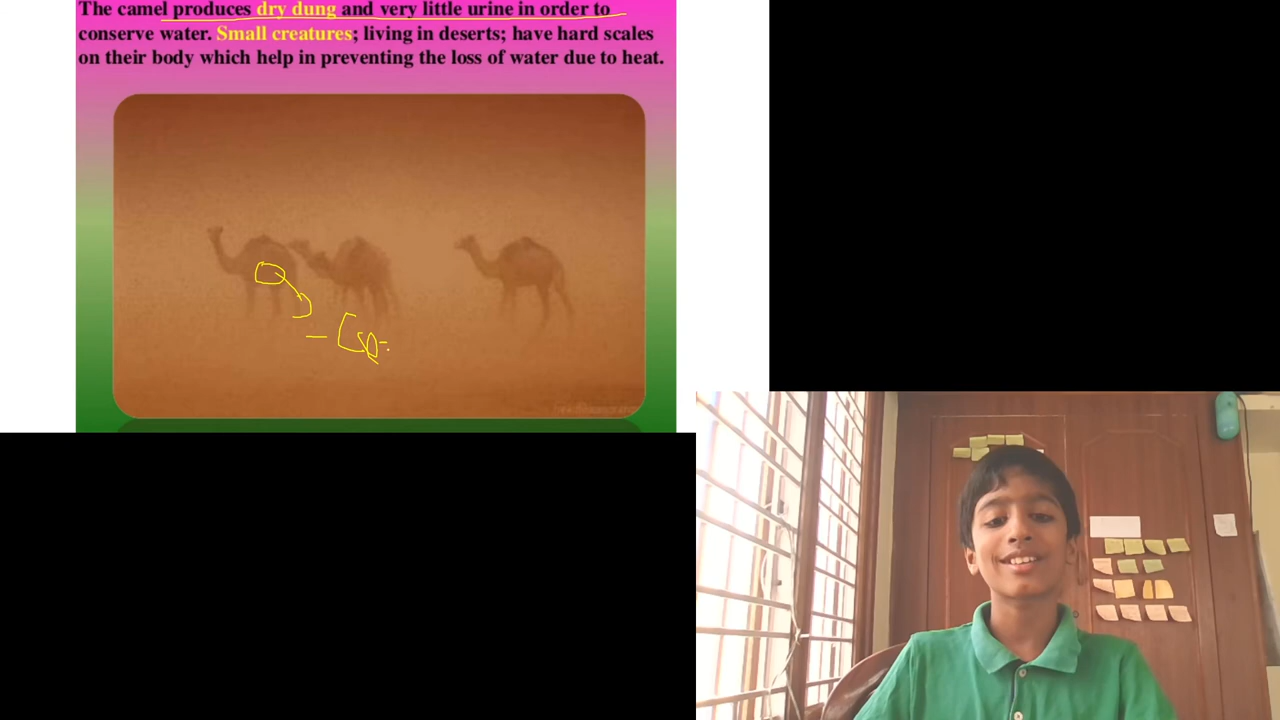 The camel produces dry dung and very little urine in order to
conserve water. Small creatures; living in deserts; have hard scales
on their body which help in preventing the loss of water due to heat.